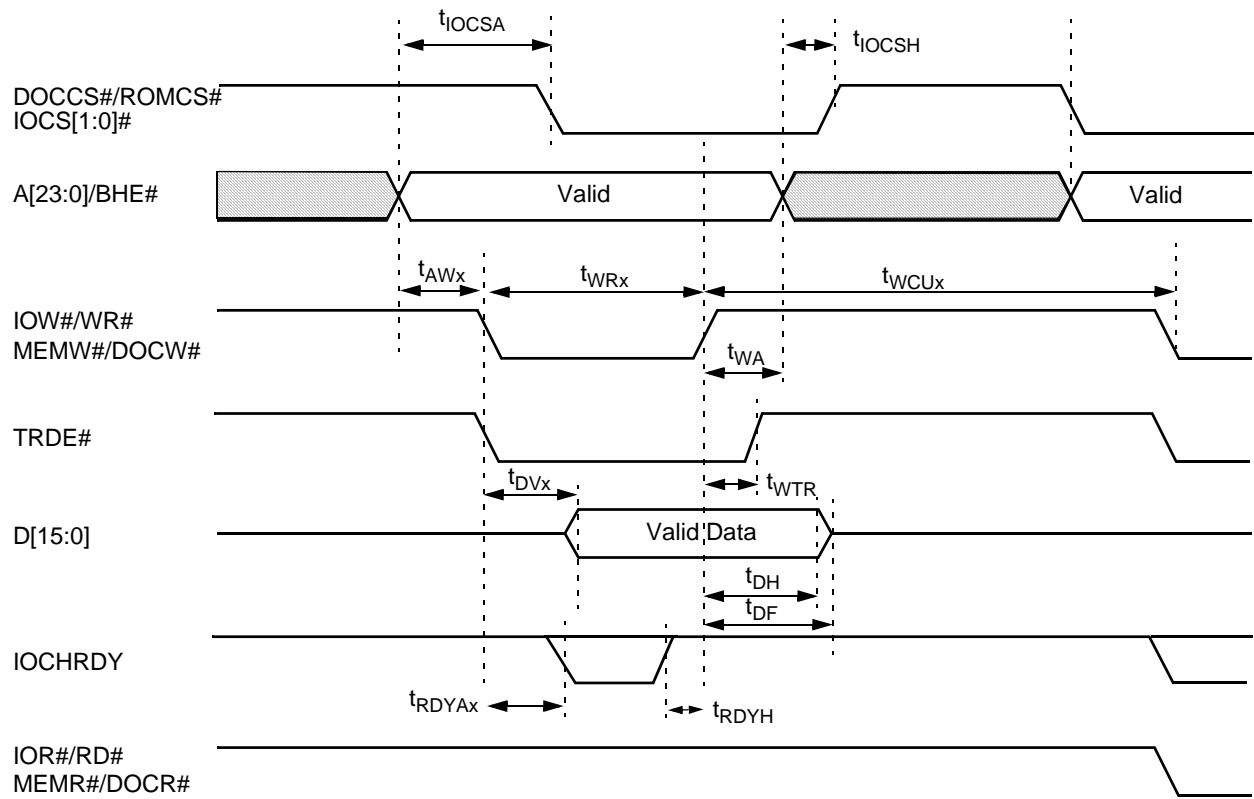 tIOCSA
tIOCSH
DOCCS#/ROMCS#
IOCS[1:0]#
A[23:0]/BHE#
Valid
Valid
tAWx
tWRx
tWCUx
IOW#/WR#
MEMW#/DOCW#
tWA
TRDE#
tDVx
tWTR
D[15:0]
Valid Data
tDH
tDF
IOCHRDY
tRDYAx
tRDYH
IOR#/RD#
MEMR#/DOCR#